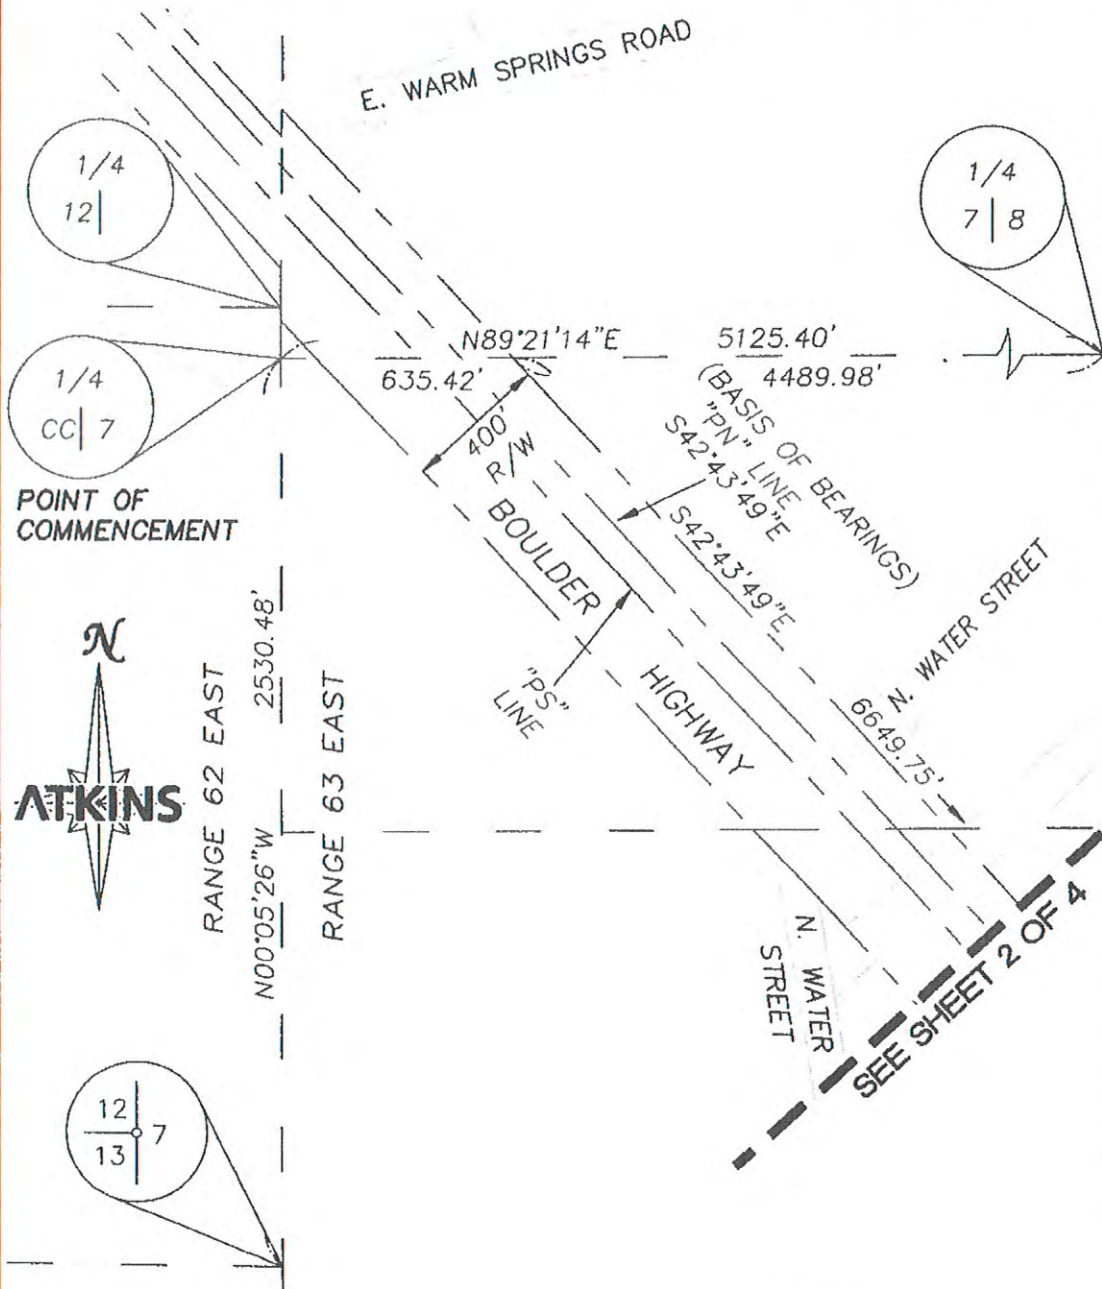 E. WARM SPRINGS ROAD
1/4
12
1/4
7 8
N89°21'14"E 5125.40'
635.42' 4489.98'
1/4
CC 7
POINT OF
COMMENCEMENT
400'
R/W
(BASIS OF BEARINGS)
"PN" LINE
S42°43'49"E
S42°43'49"E
6649.75'
BOULDER
HIGHWAY
"PS"
LINE
N. WATER STREET
N
ATKINS
RANGE 62 EAST
N00°05'26"W 2530.48'
RANGE 63 EAST
N. WATER
STREET
SEE SHEET 2 OF 4
12
13 7